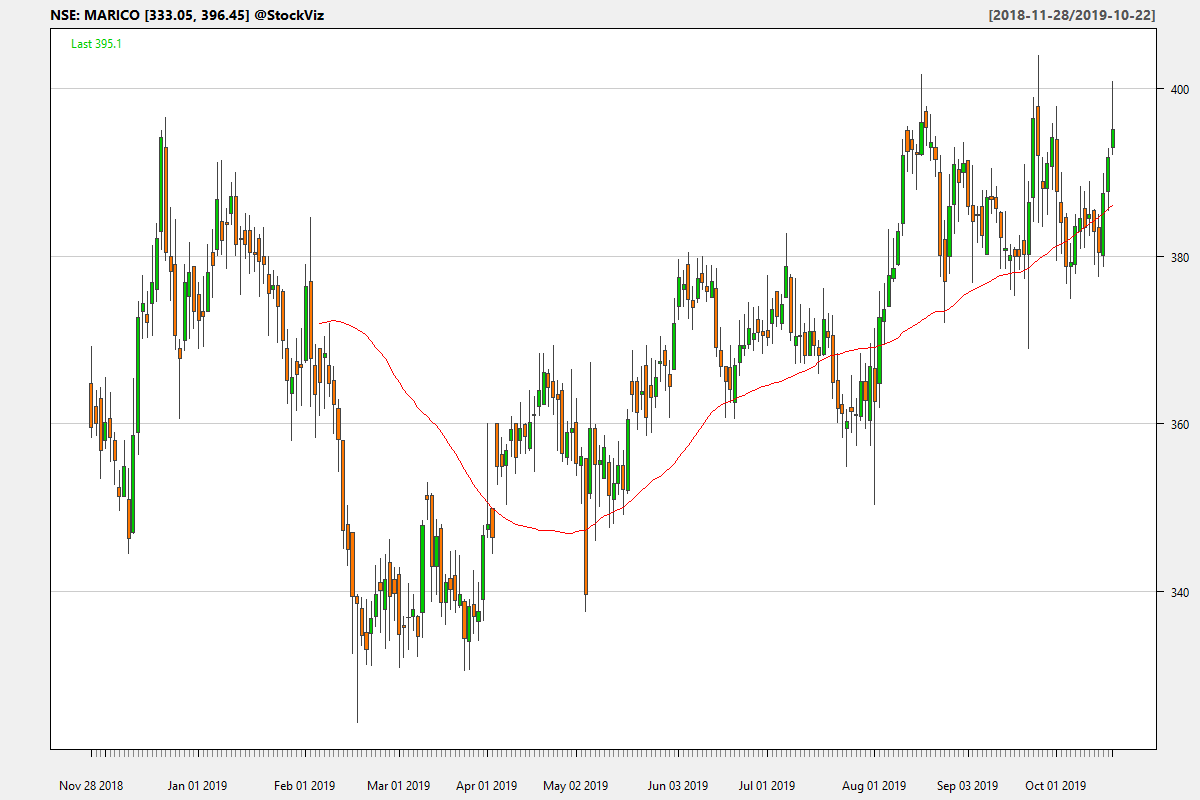 NSE: MARICO [333.05, 396.45] @StockViz [2018-11-28/2019-10-22]
Last 395.1
400
380
360
340
Nov 28 2018 Jan 01 2019 Feb 01 2019 Mar 01 2019 Apr 01 2019 May 02 2019 Jun 03 2019 Jul 01 2019 Aug 01 2019 Sep 03 2019 Oct 01 2019